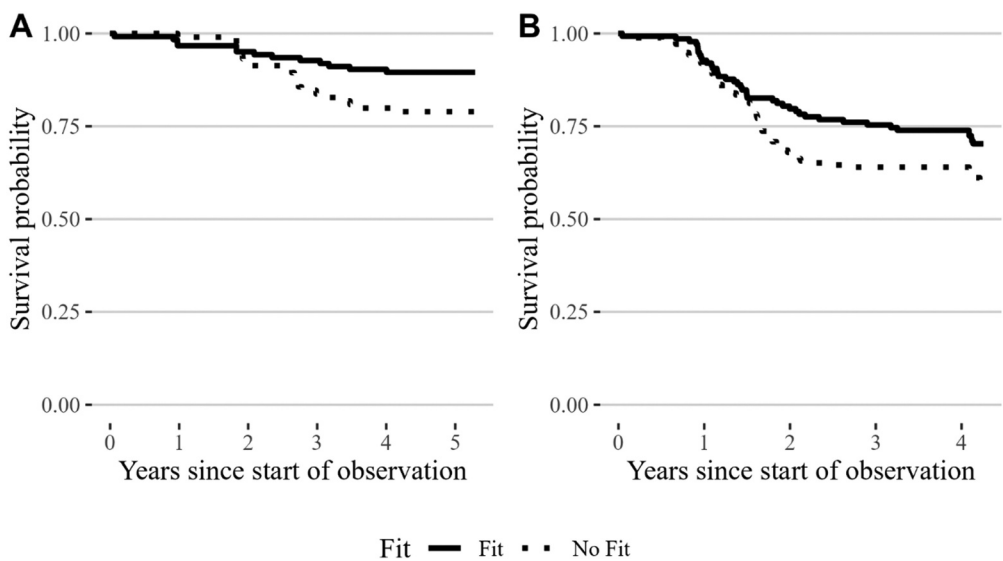 A
B
Survival probability
1.00
0.75
0.50
0.25
0.00
0 1 2 3 4 5
Years since start of observation
Survival probability
1.00
0.75
0.50
0.25
0.00
0 1 2 3 4
Years since start of observation
Fit Fit No Fit